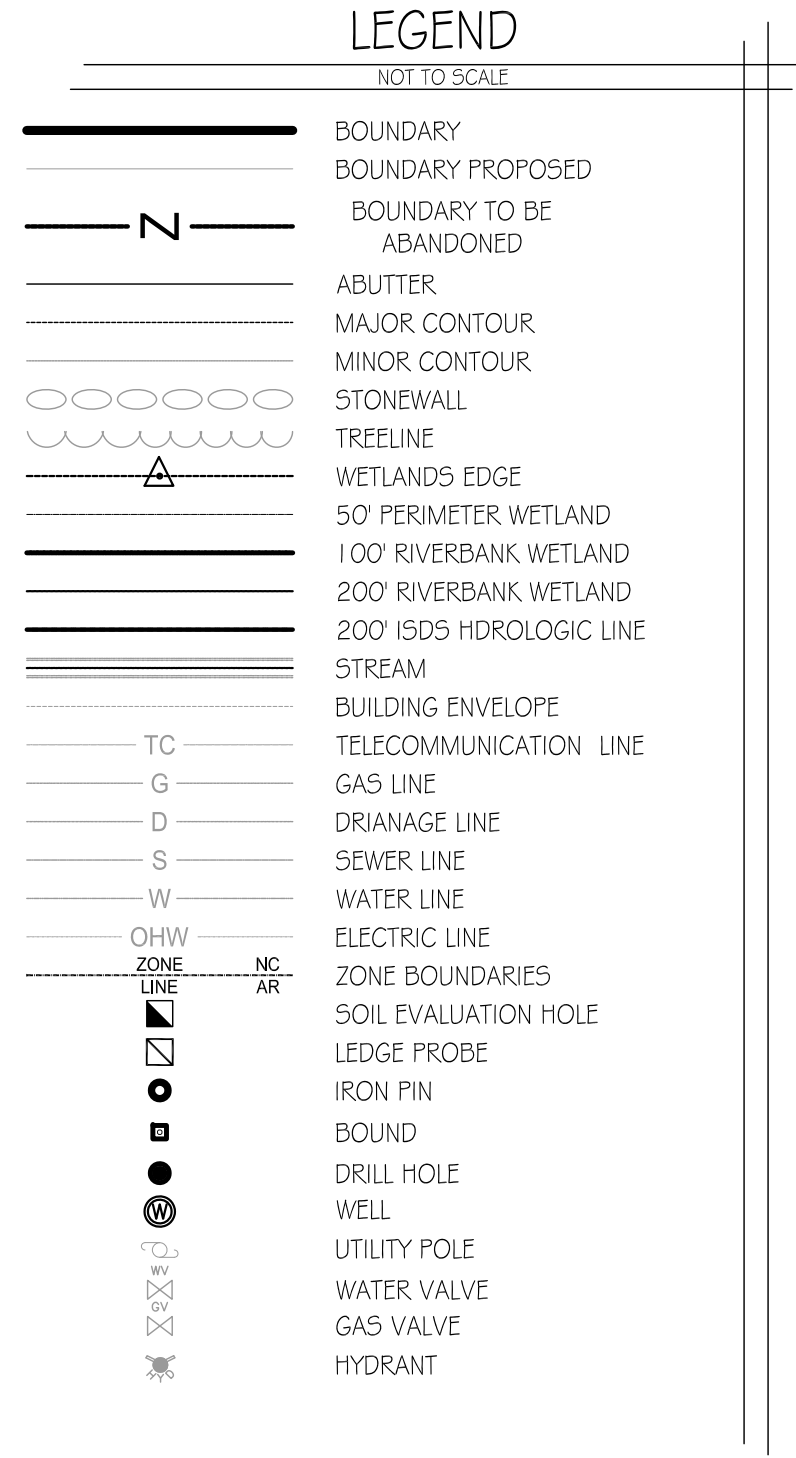 LEGEND
NOT TO SCALE
BOUNDARY
BOUNDARY PROPOSED
N BOUNDARY TO BE
ABANDONED
ABUTTER
MAJOR CONTOUR
MINOR CONTOUR
STONEWALL
TREELINE
WETLANDS EDGE
50' PERIMETER WETLAND
100' RIVERBANK WETLAND
200' RIVERBANK WETLAND
200' ISDS HDROLOGIC LINE
STREAM
BUILDING ENVELOPE
TC TELECOMMUNICATION LINE
G GAS LINE
D DRIANAGE LINE
S SEWER LINE
W WATER LINE
OHW ELECTRIC LINE
ZONE NC
ZONE BOUNDARIES
LINE AR
SOIL EVALUATION HOLE
LEDGE PROBE
IRON PIN
BOUND
DRILL HOLE
W WELL
UTILITY POLE
WV
WATER VALVE
GV
GAS VALVE
HYDRANT
HYD